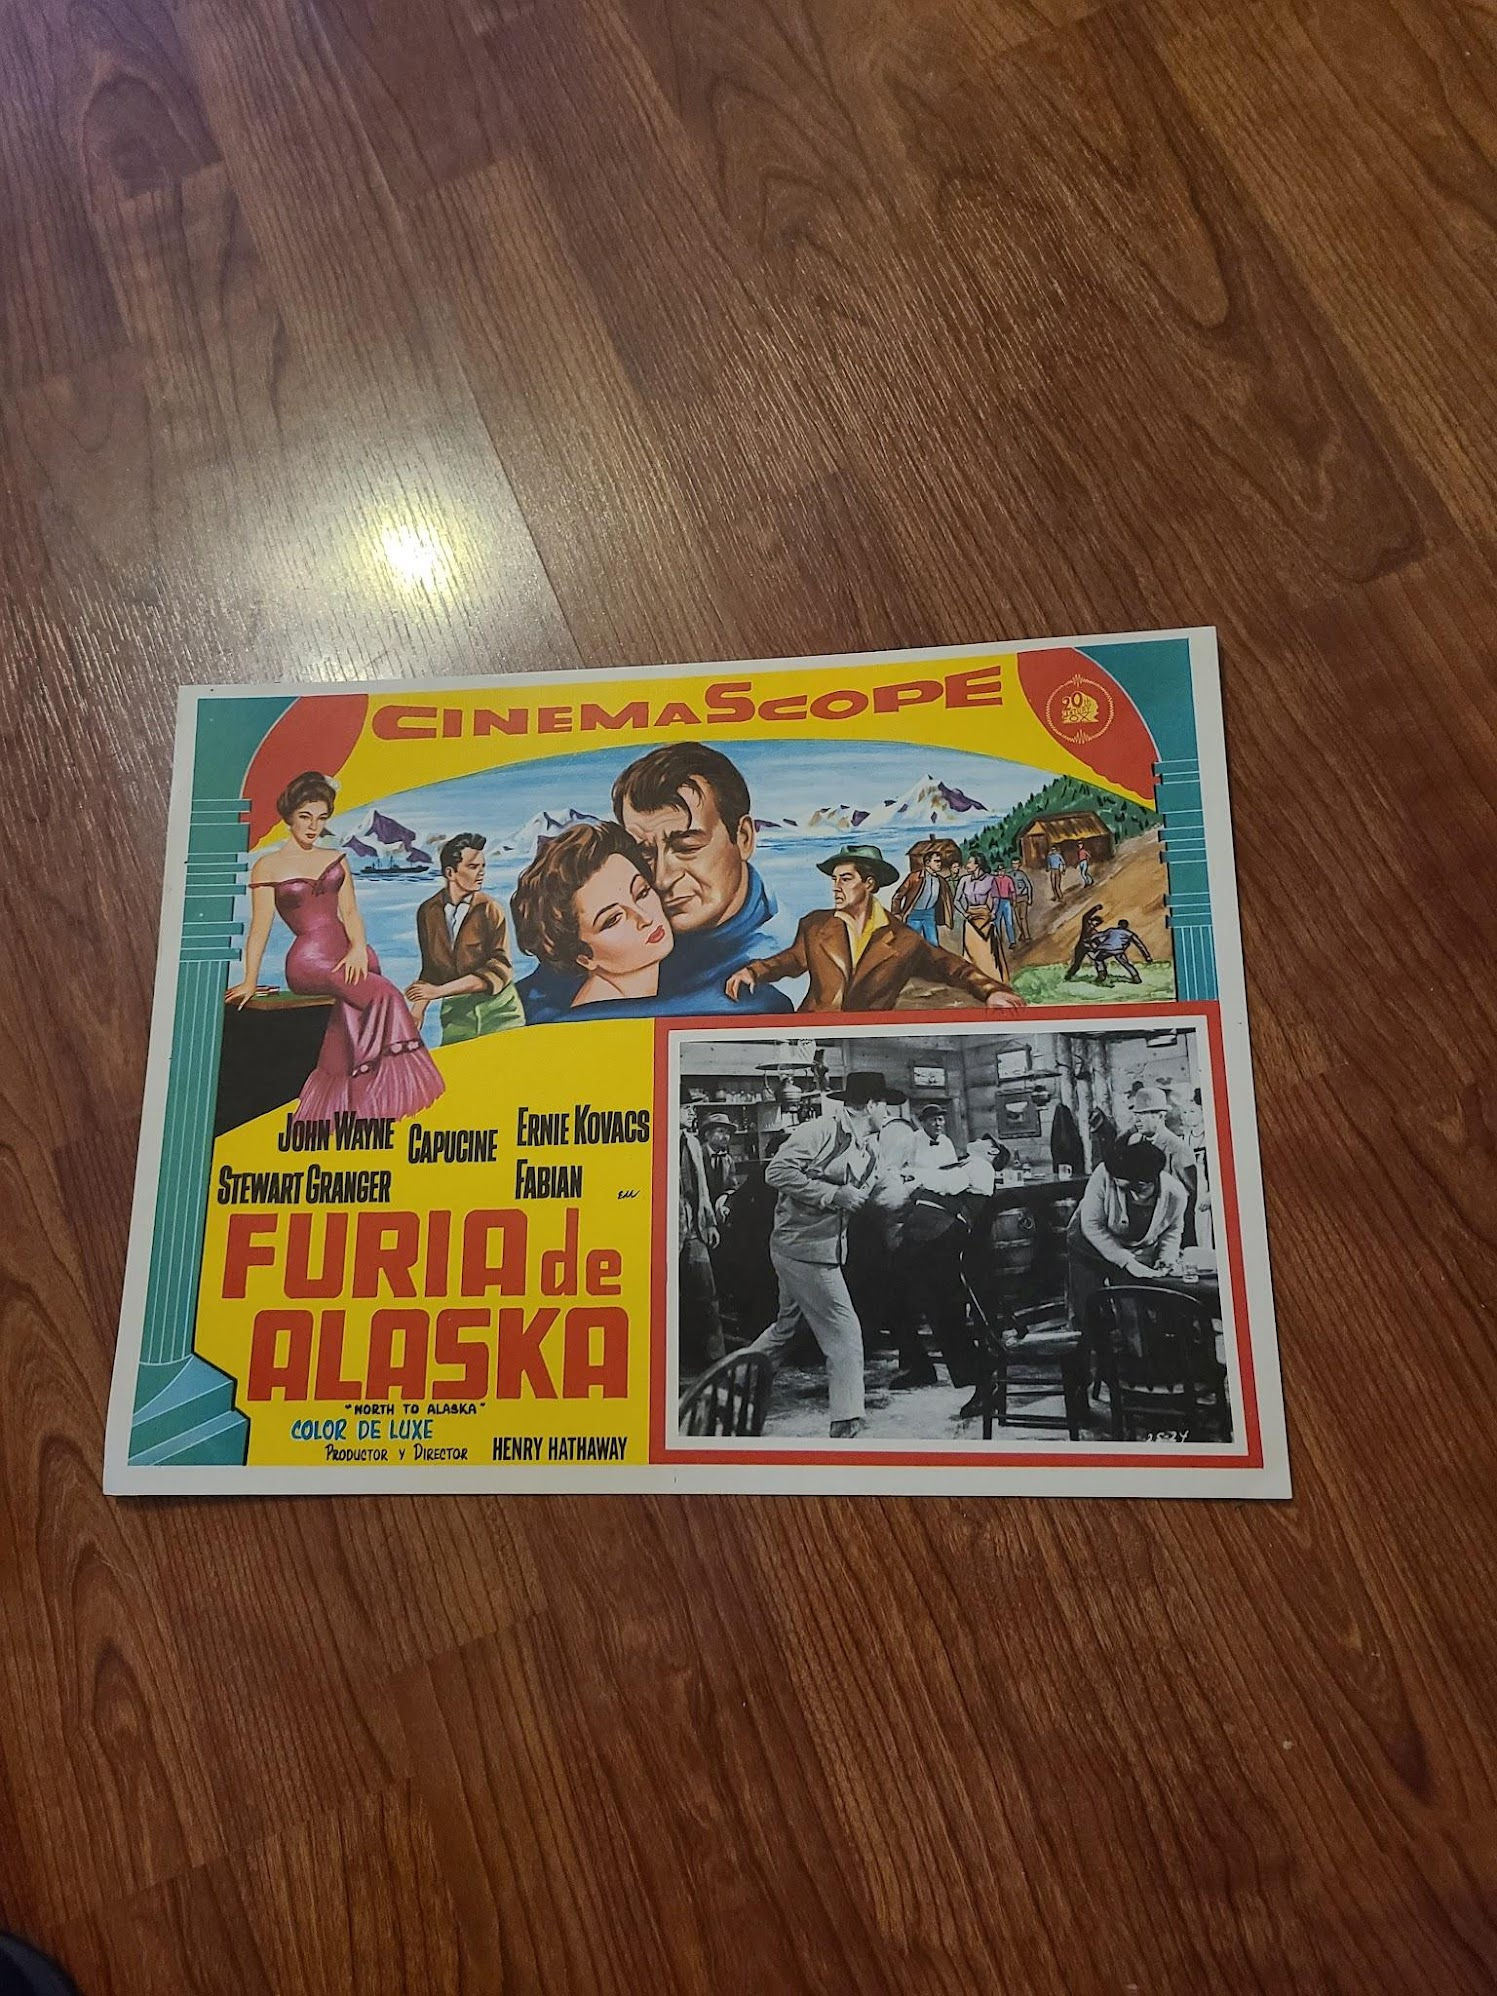 CINEMASCOPE
20th
CENTURY
FOX
JOHN WAYNE CAPUCINE ERNIE KOVACS
STEWART GRANGER FABIAN en
FURIA de
ALASKA
"NORTH TO ALASKA"
COLOR DE LUXE
PRODUCTOR Y DIRECTOR HENRY HATHAWAY